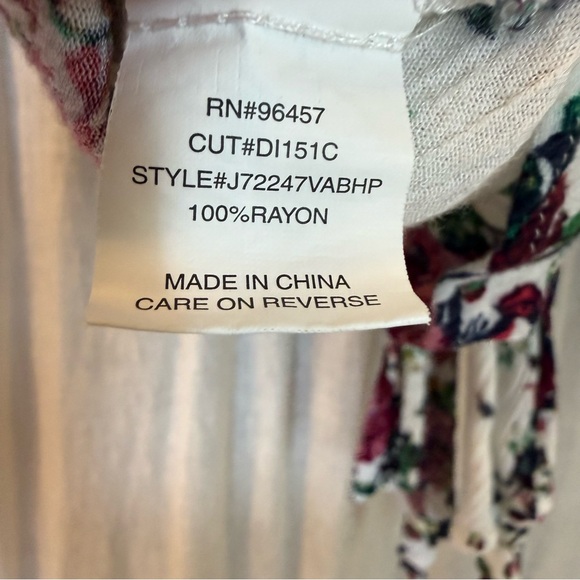 RN#96457
CUT#DI151C
STYLE#J72247VABHP
100%RAYON
MADE IN CHINA
CARE ON REVERSE